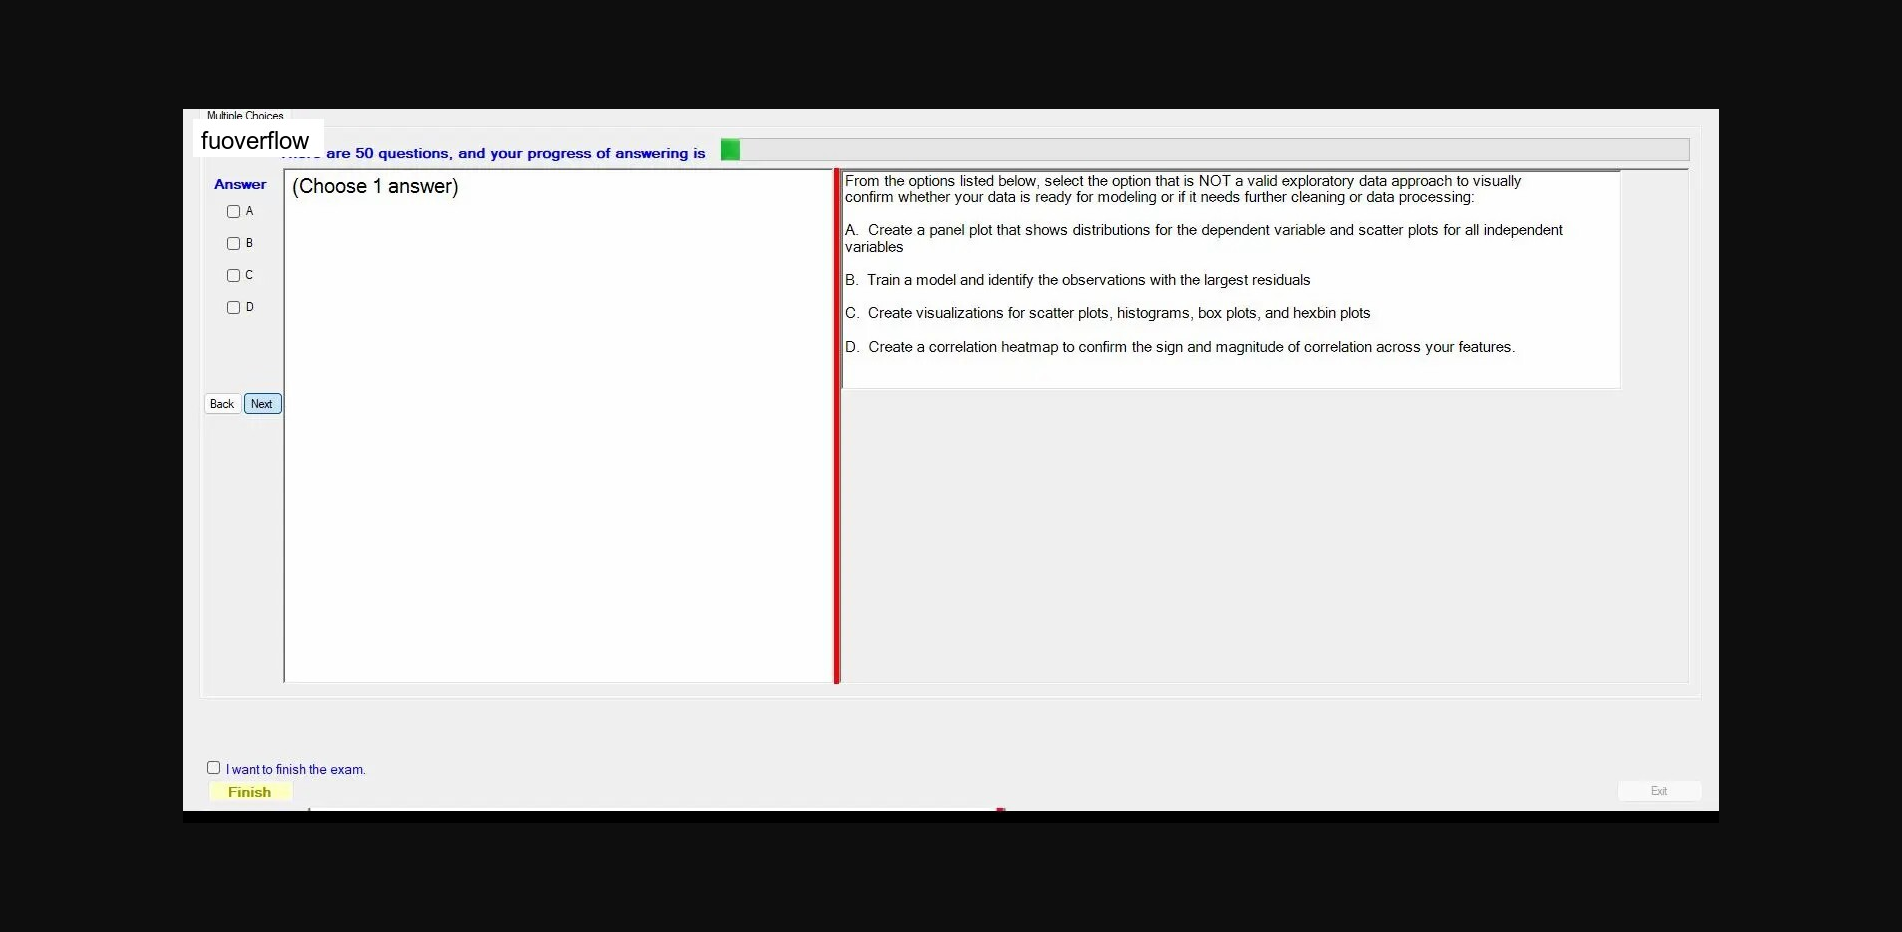 Multiple Choices
fuoverflow
are 50 questions, and your progress of answering is
Answer
(Choose 1 answer)
A
B
C
D
Back
Next
From the options listed below, select the option that is NOT a valid exploratory data approach to visually
confirm whether your data is ready for modeling or if it needs further cleaning or data processing:
A. Create a panel plot that shows distributions for the dependent variable and scatter plots for all independent
variables
B. Train a model and identify the observations with the largest residuals
C. Create visualizations for scatter plots, histograms, box plots, and hexbin plots
D. Create a correlation heatmap to confirm the sign and magnitude of correlation across your features.
I want to finish the exam.
Finish
Exit